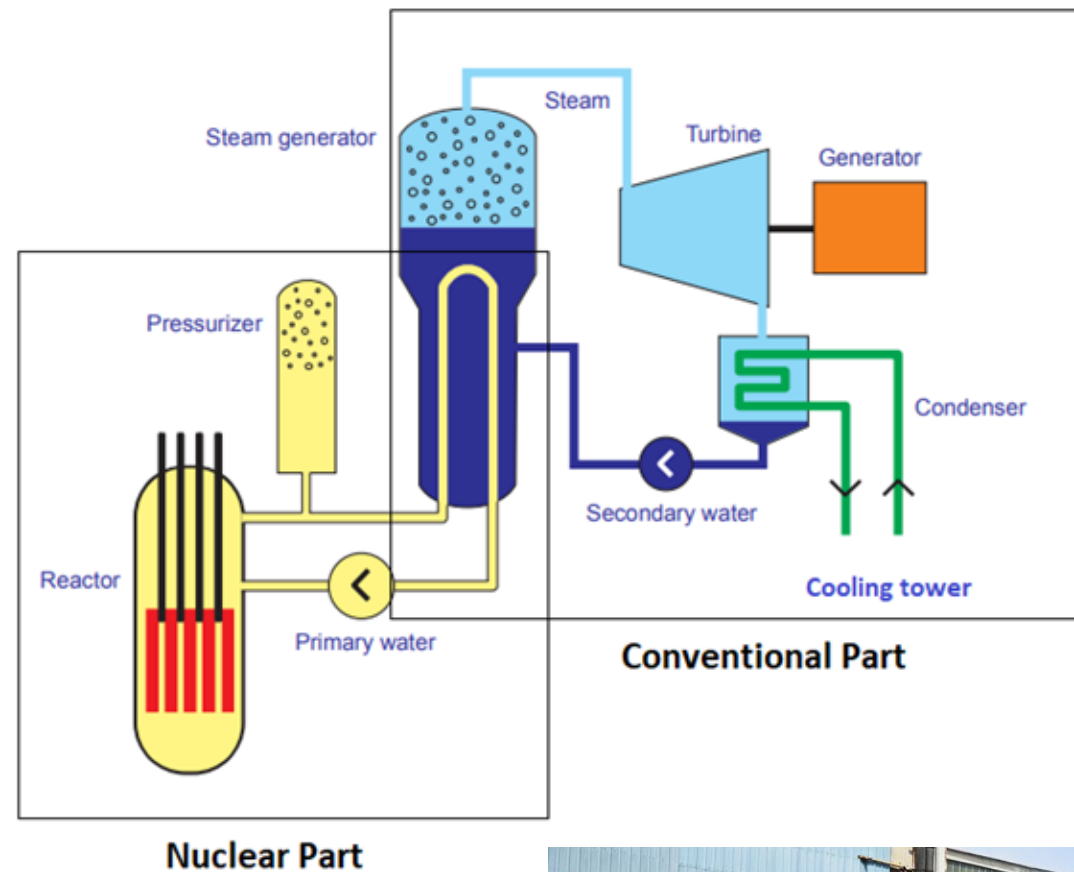 Steam
Steam generator
Turbine
Generator
Pressurizer
Condenser
Secondary water
Reactor
Cooling tower
Primary water
Conventional Part
Nuclear Part